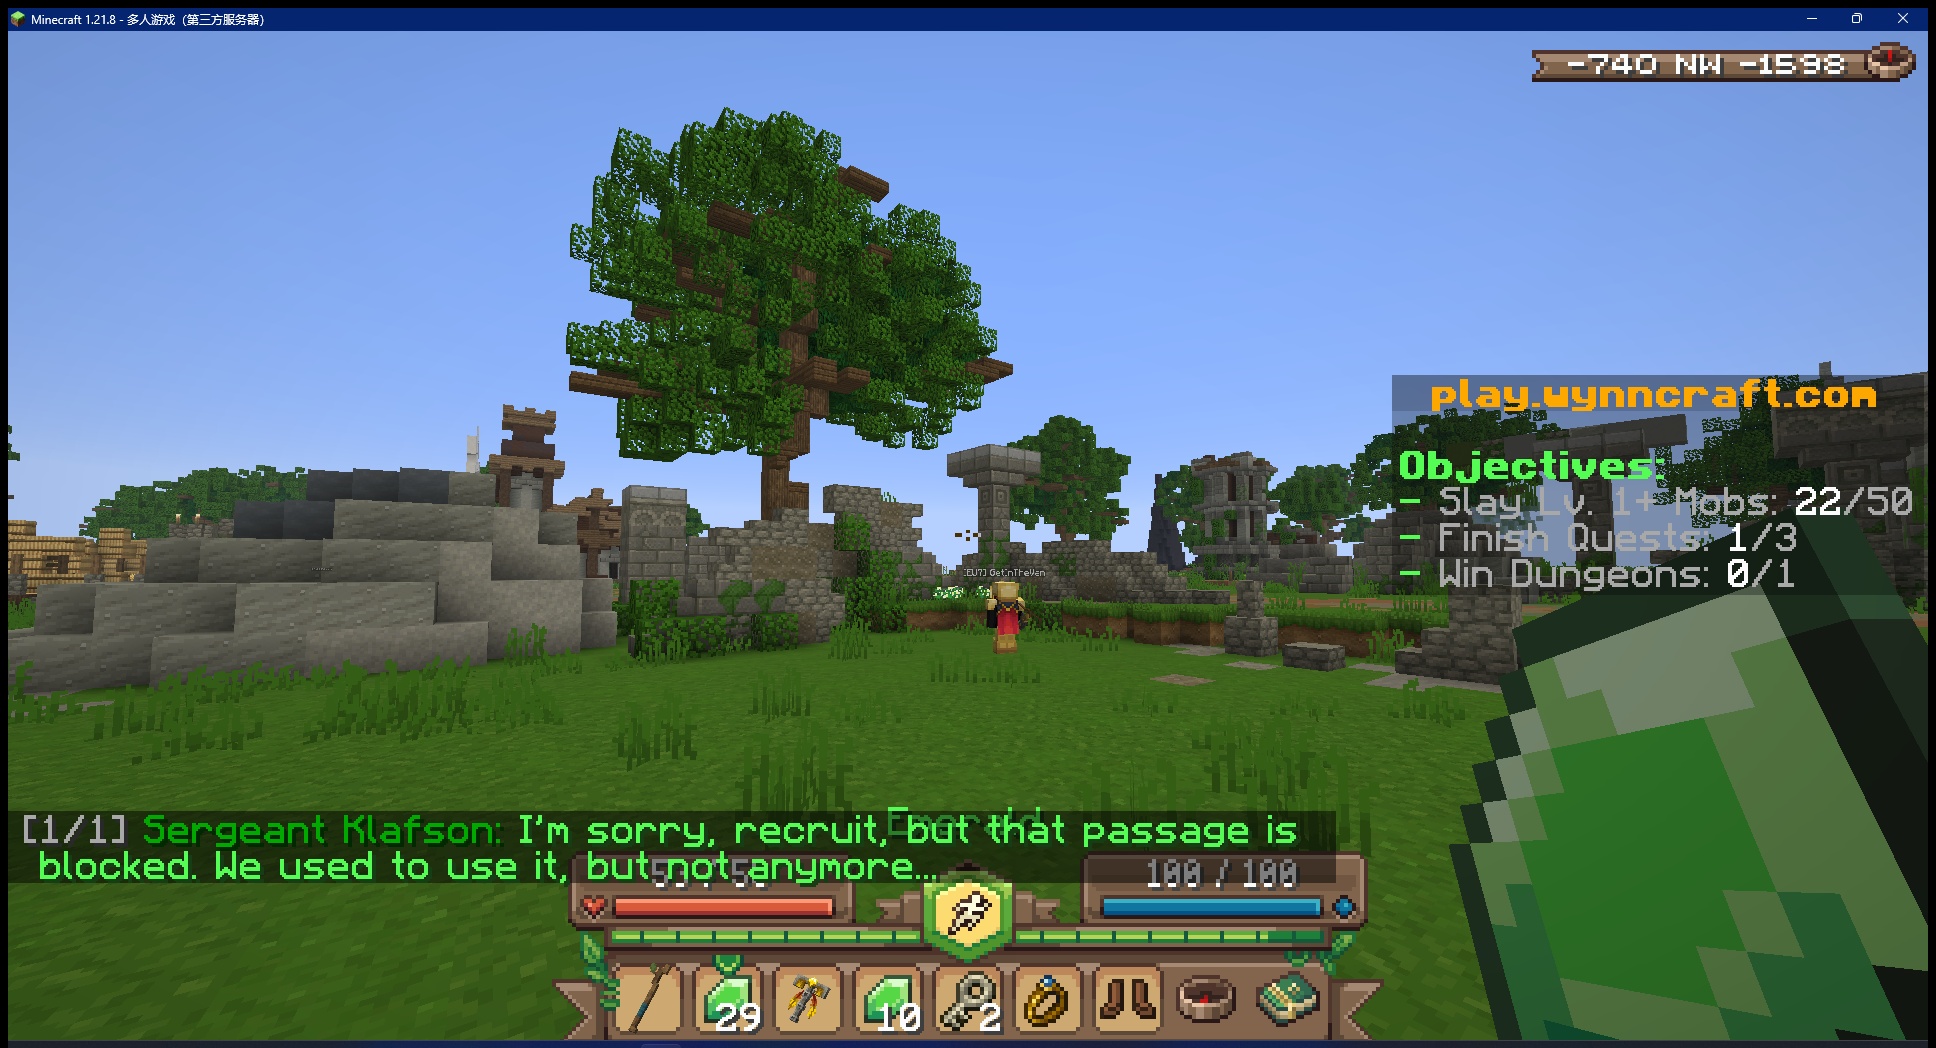 Minecraft 1.21.8 - 多人游戏（第三方服务器）
-740 NW -1598
play.wynncraft.com
Objectives:
- Slay Lv. 1+ Mobs: 22/50
- Finish Quests: 1/3
- Win Dungeons: 0/1
[EU7] GetInTheVan
Emerald
[1/1] Sergeant Klafson: I'm sorry, recruit, but that passage is
blocked. We used to use it, but not anymore...
100 / 100
29
10
2